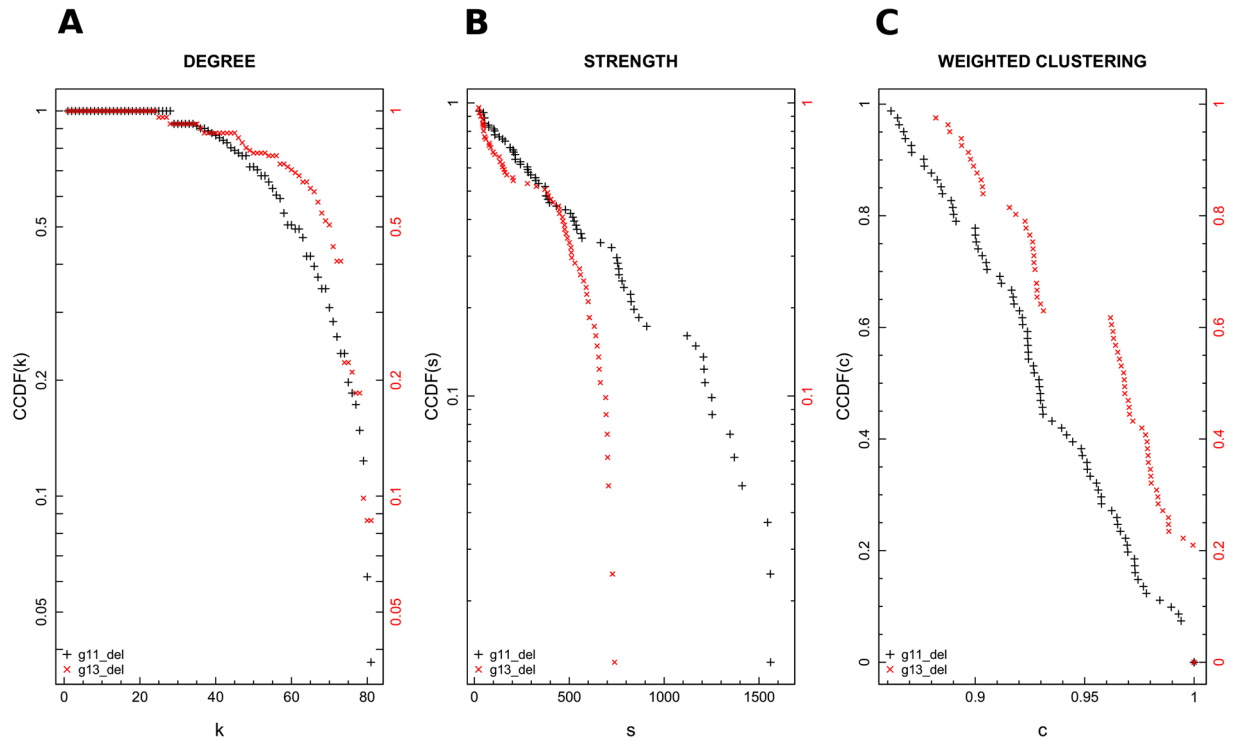 A
DEGREE
CCDF(k)
1
0.5
0.2
0.1
0.05
1
0.5
0.2
0.1
0.05
g11_del
g13_del
0 20 40 60 80
k
B
STRENGTH
CCDF(s)
1
0.1
1
0.1
g11_del
g13_del
0 500 1000 1500
s
C
WEIGHTED CLUSTERING
CCDF(c)
1
0.8
0.6
0.4
0.2
0
1
0.8
0.6
0.4
0.2
0
g11_del
g13_del
0.9 0.95 1
c